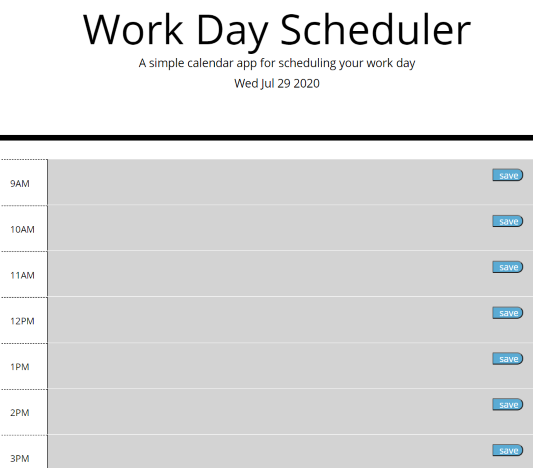 Work Day Scheduler
A simple calendar app for scheduling your work day
Wed Jul 29 2020
9AM save
10AM save
11AM save
12PM save
1PM save
2PM save
3PM save